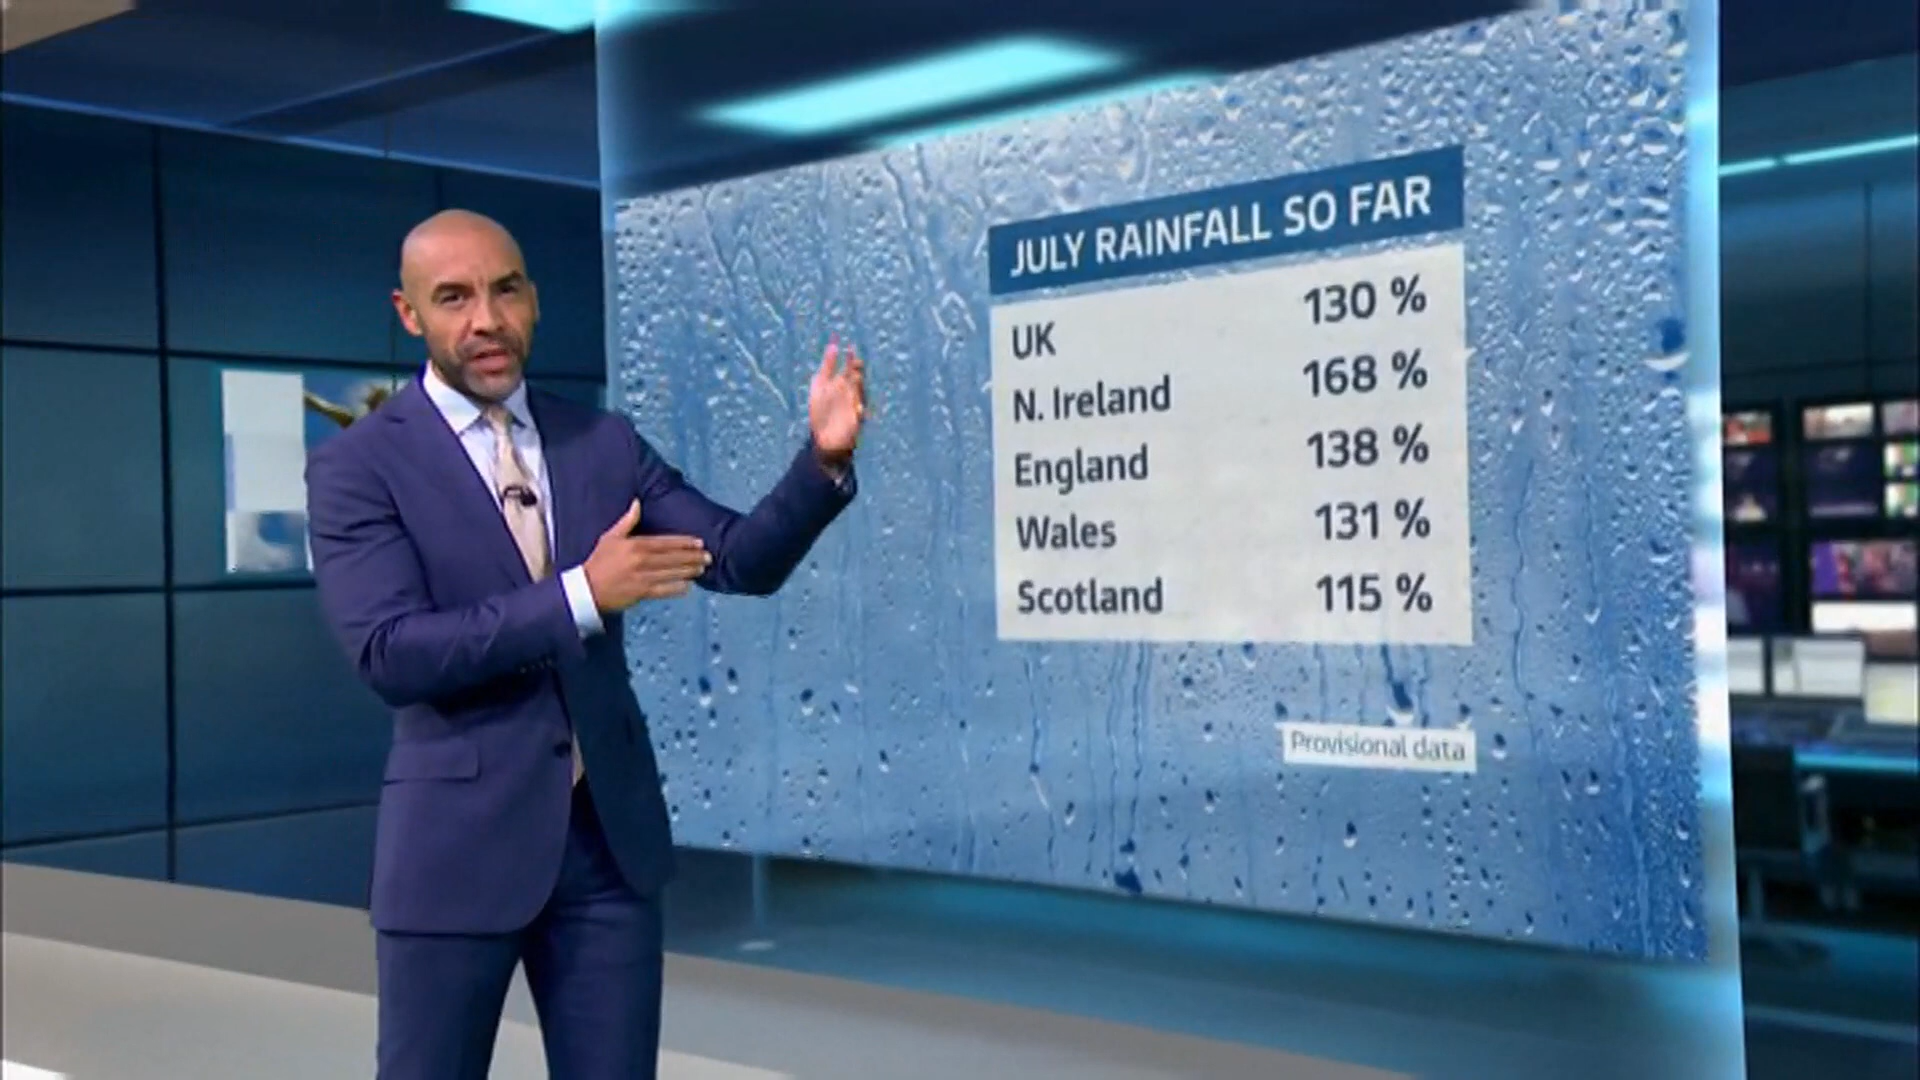 JULY RAINFALL SO FAR
UK 130 %
N. Ireland 168 %
England 138 %
Wales 131 %
Scotland 115 %
Provisional data